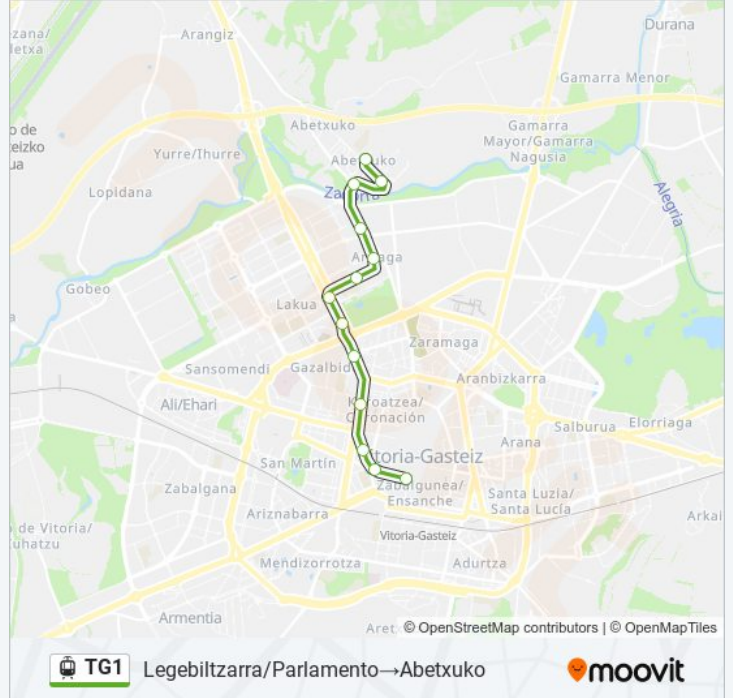 zana/
letxa
Arangiz
Durana
Gamarra Menor
o de
eizko
ua
Abetxuko
Gamarra
Mayor/Gamarra
Nagusia
Yurre/Ihurre
Abetxuko
Lopidana
Zadorra
Alegria
Arriaga
Gobeo
Lakua
Zaramaga
Sansomendi
Gazalbide
Aranbizkarra
Ali/Ehari
Koroatzea/
Coronación
Salburua
Elorriaga
Arana
Vitoria-Gasteiz
San Martín
Zabalgunea/
Ensanche
Zabalgana
Santa Luzia/
Santa Lucía
Ariznabarra
Arkai
o de Vitoria/
uhatzu
Vitoria-Gasteiz
Mendizorrotza
Adurtza
Armentia
Aret
© OpenStreetMap contributors | © OpenMapTiles
TG1 Legebiltzarra/Parlamento→Abetxuko
moovit